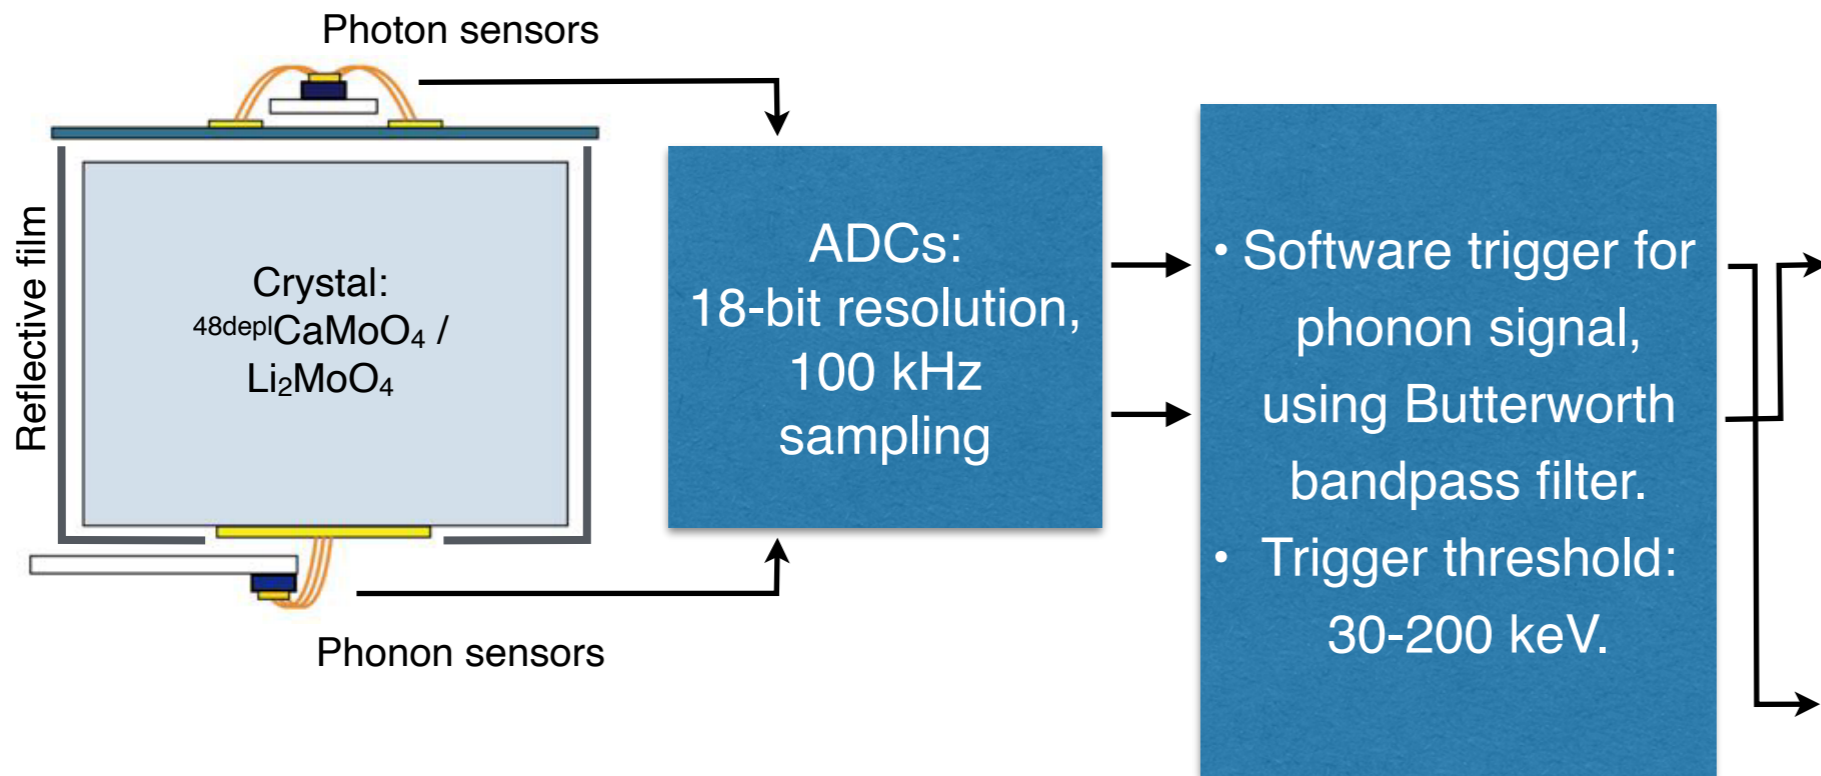 Photon sensors
Reflective film
Crystal:
⁴⁸ᵈᵉᵖˡCaMoO₄ /
Li₂MoO₄
Phonon sensors
ADCs:
18-bit resolution,
100 kHz
sampling
• Software trigger for
phonon signal,
using Butterworth
bandpass filter.
• Trigger threshold:
30-200 keV.